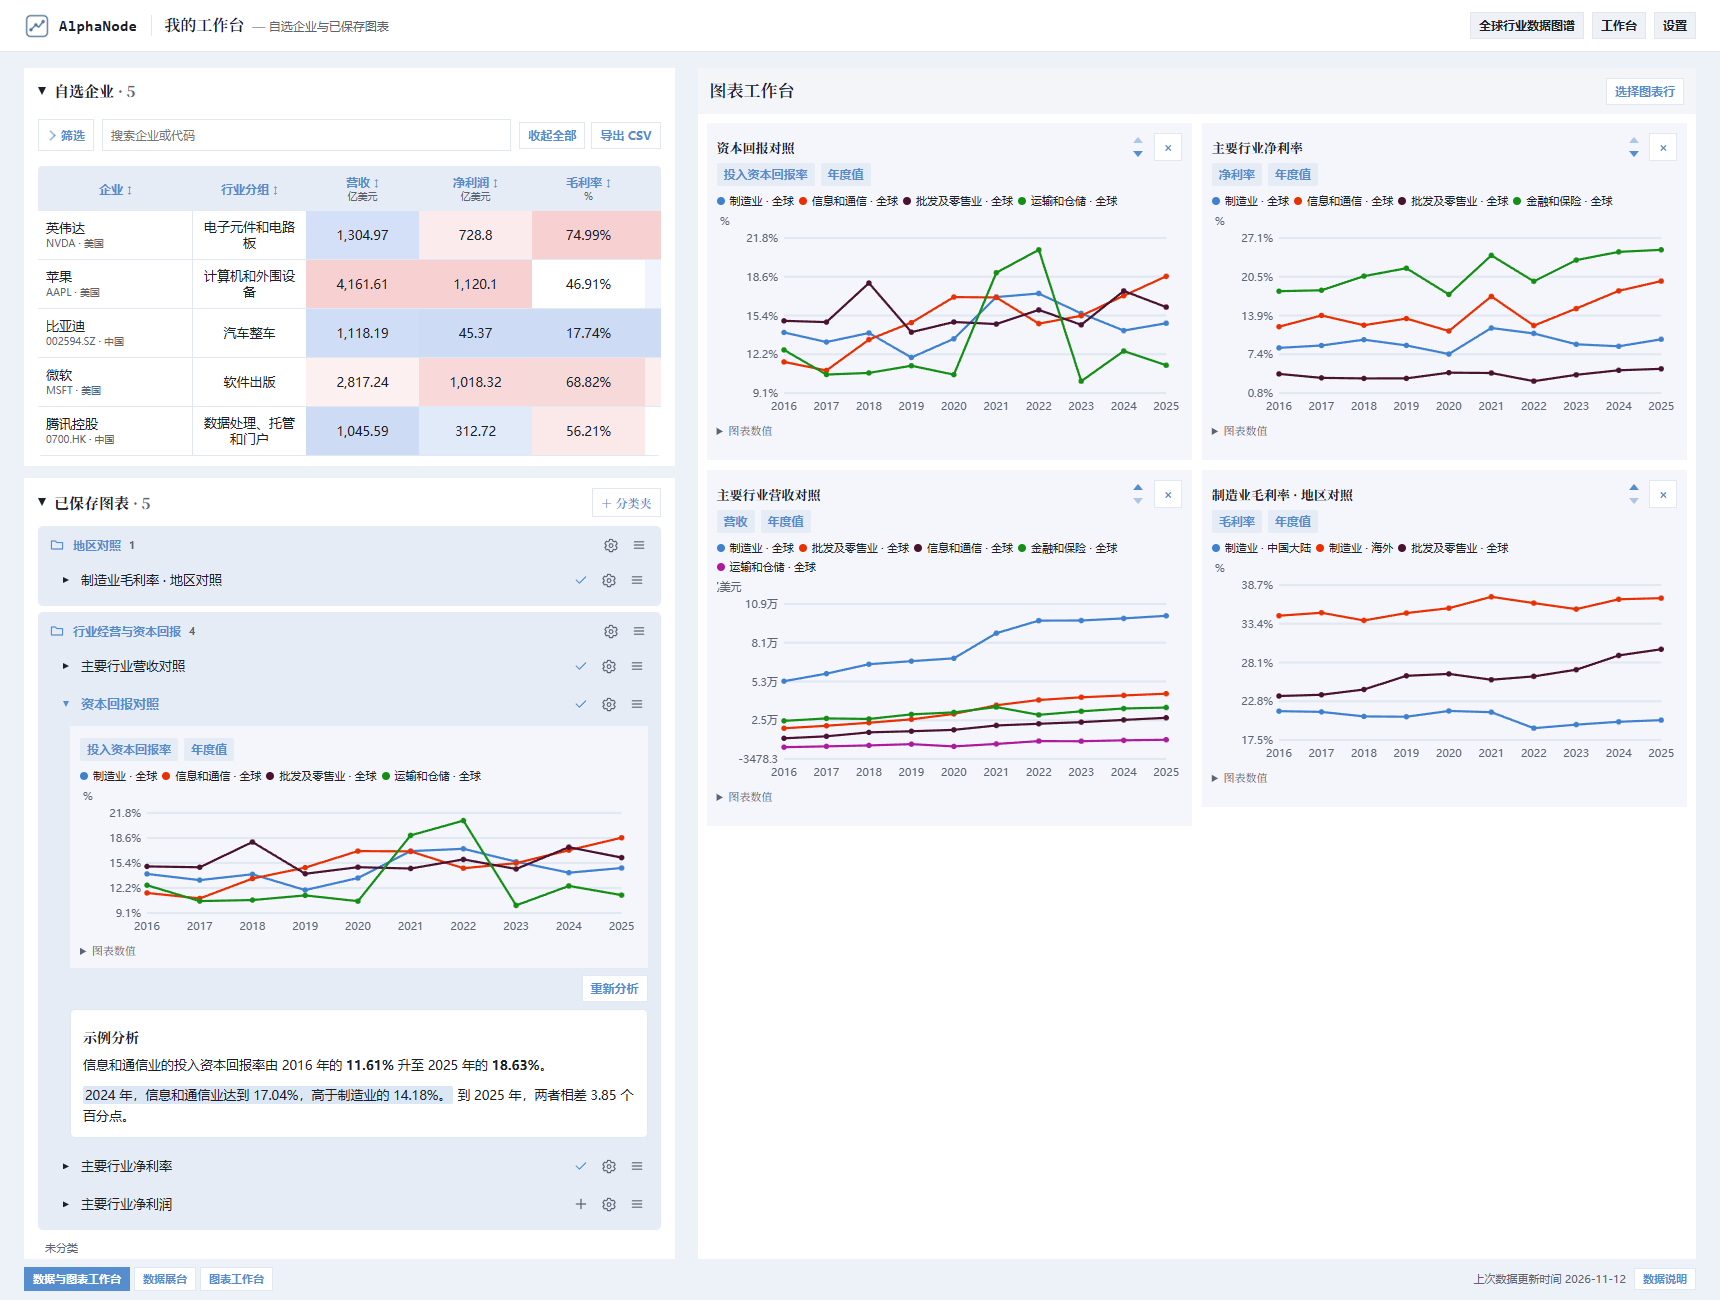 AlphaNode
我的工作台 — 自选企业与已保存图表
全球行业数据图谱 工作台 设置
▼ 自选企业 · 5
筛选 搜索企业或代码 收起全部 导出 CSV
企业 ↕ 行业分组 ↕ 营收 ↕ 净利润 ↕ 毛利率 ↕
亿美元 亿美元 %
英伟达 NVDA · 美国 电子元件和电路板 1,304.97 728.8 74.99%
苹果 AAPL · 美国 计算机和外围设备 4,161.61 1,120.1 46.91%
比亚迪 002594.SZ · 中国 汽车整车 1,118.19 45.37 17.74%
微软 MSFT · 美国 软件出版 2,817.24 1,018.32 68.82%
腾讯控股 0700.HK · 中国 数据处理、托管和门户 1,045.59 312.72 56.21%
▼ 已保存图表 · 5
+ 分类夹
地区对照 1
▶ 制造业毛利率 · 地区对照
行业经营与资本回报 4
▶ 主要行业营收对照
▼ 资本回报对照
投入资本回报率 年度值
制造业 · 全球 信息和通信 · 全球 批发及零售业 · 全球 运输和仓储 · 全球
%
21.8%
18.6%
15.4%
12.2%
9.1%
2016 2017 2018 2019 2020 2021 2022 2023 2024 2025
▶ 图表数值
重新分析
示例分析
信息和通信业的投入资本回报率由 2016 年的 11.61% 升至 2025 年的 18.63%。
2024 年，信息和通信业达到 17.04%，高于制造业的 14.18%。 到 2025 年，两者相差 3.85 个
百分点。
▶ 主要行业净利率
▶ 主要行业净利润
未分类
图表工作台
选择图表行
资本回报对照
×
投入资本回报率 年度值
制造业 · 全球 信息和通信 · 全球 批发及零售业 · 全球 运输和仓储 · 全球
%
21.8%
18.6%
15.4%
12.2%
9.1%
2016 2017 2018 2019 2020 2021 2022 2023 2024 2025
▶ 图表数值
主要行业净利率
×
净利率 年度值
制造业 · 全球 信息和通信 · 全球 批发及零售业 · 全球 金融和保险 · 全球
%
27.1%
20.5%
13.9%
7.4%
0.8%
2016 2017 2018 2019 2020 2021 2022 2023 2024 2025
▶ 图表数值
主要行业营收对照
×
营收 年度值
制造业 · 全球 批发及零售业 · 全球 信息和通信 · 全球 金融和保险 · 全球
运输和仓储 · 全球
美元
10.9万
8.1万
5.3万
2.5万
-3478.3
2016 2017 2018 2019 2020 2021 2022 2023 2024 2025
▶ 图表数值
制造业毛利率 · 地区对照
×
毛利率 年度值
制造业 · 中国大陆 制造业 · 海外 批发及零售业 · 全球
%
38.7%
33.4%
28.1%
22.8%
17.5%
2016 2017 2018 2019 2020 2021 2022 2023 2024 2025
▶ 图表数值
数据与图表工作台 数据展台 图表工作台
上次数据更新时间 2026-11-12 数据说明